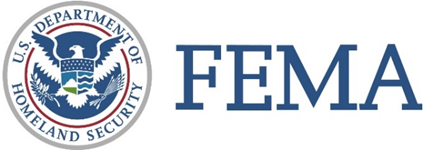 U.S. DEPARTMENT OF
HOMELAND SECURITY
FEMA